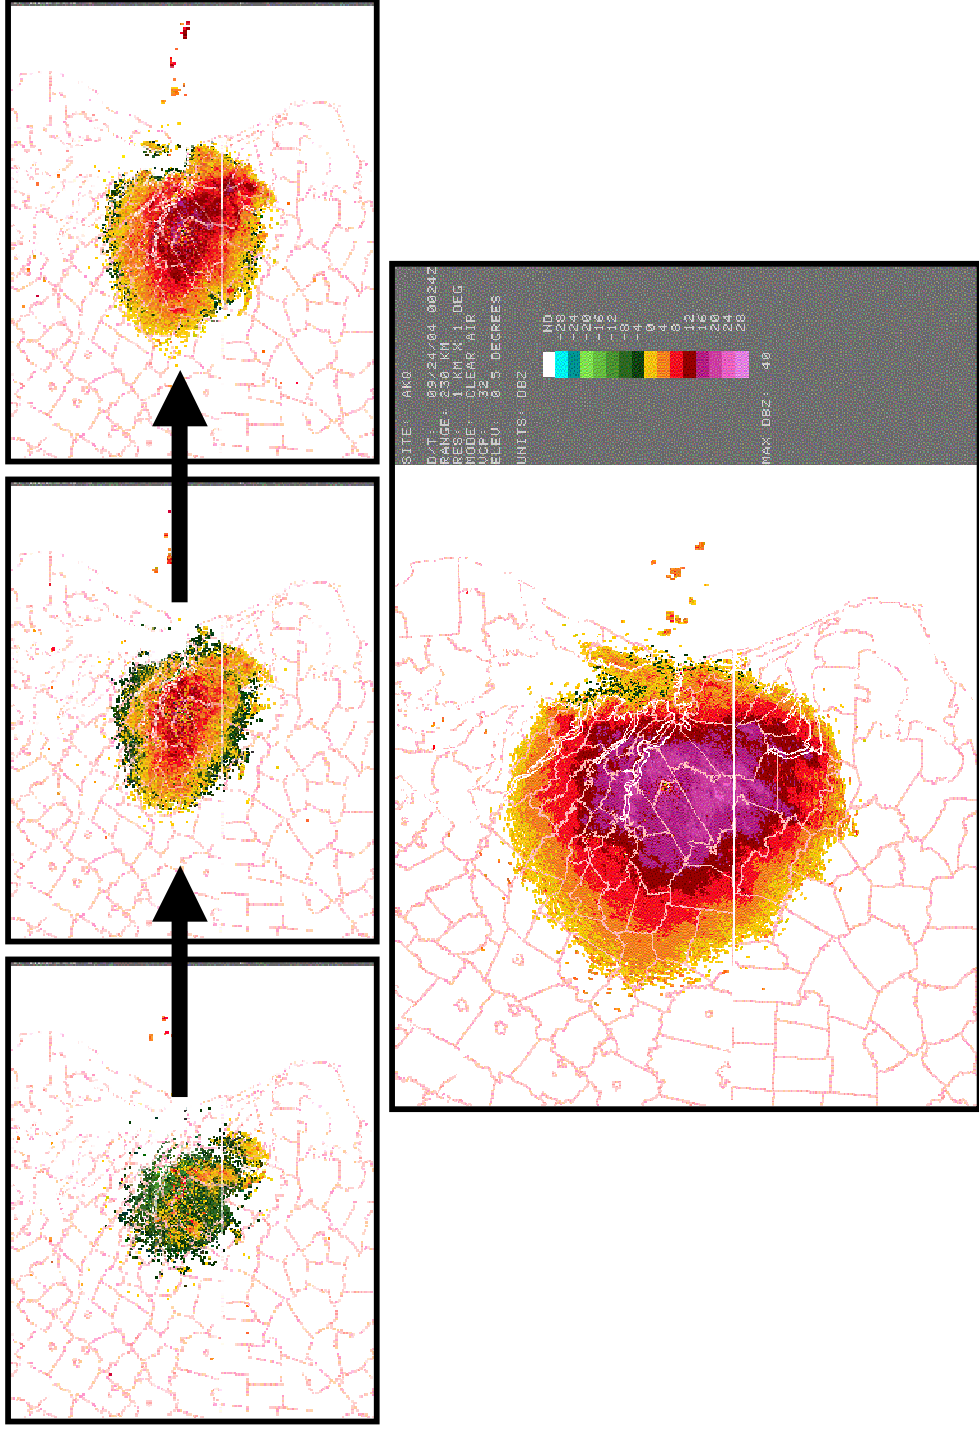 SITE: AKQ
D/T: 09/24/04 0024Z
RANGE: 230 KM
RES: 1 KM X 1 DEG
MODE: CLEAR AIR
VCP: 32
ELEV: 0.5 DEGREES
UNITS: DBZ
ND
-28
-24
-20
-16
-12
-8
-4
-0
4
8
12
16
20
24
28
MAX DBZ: 40